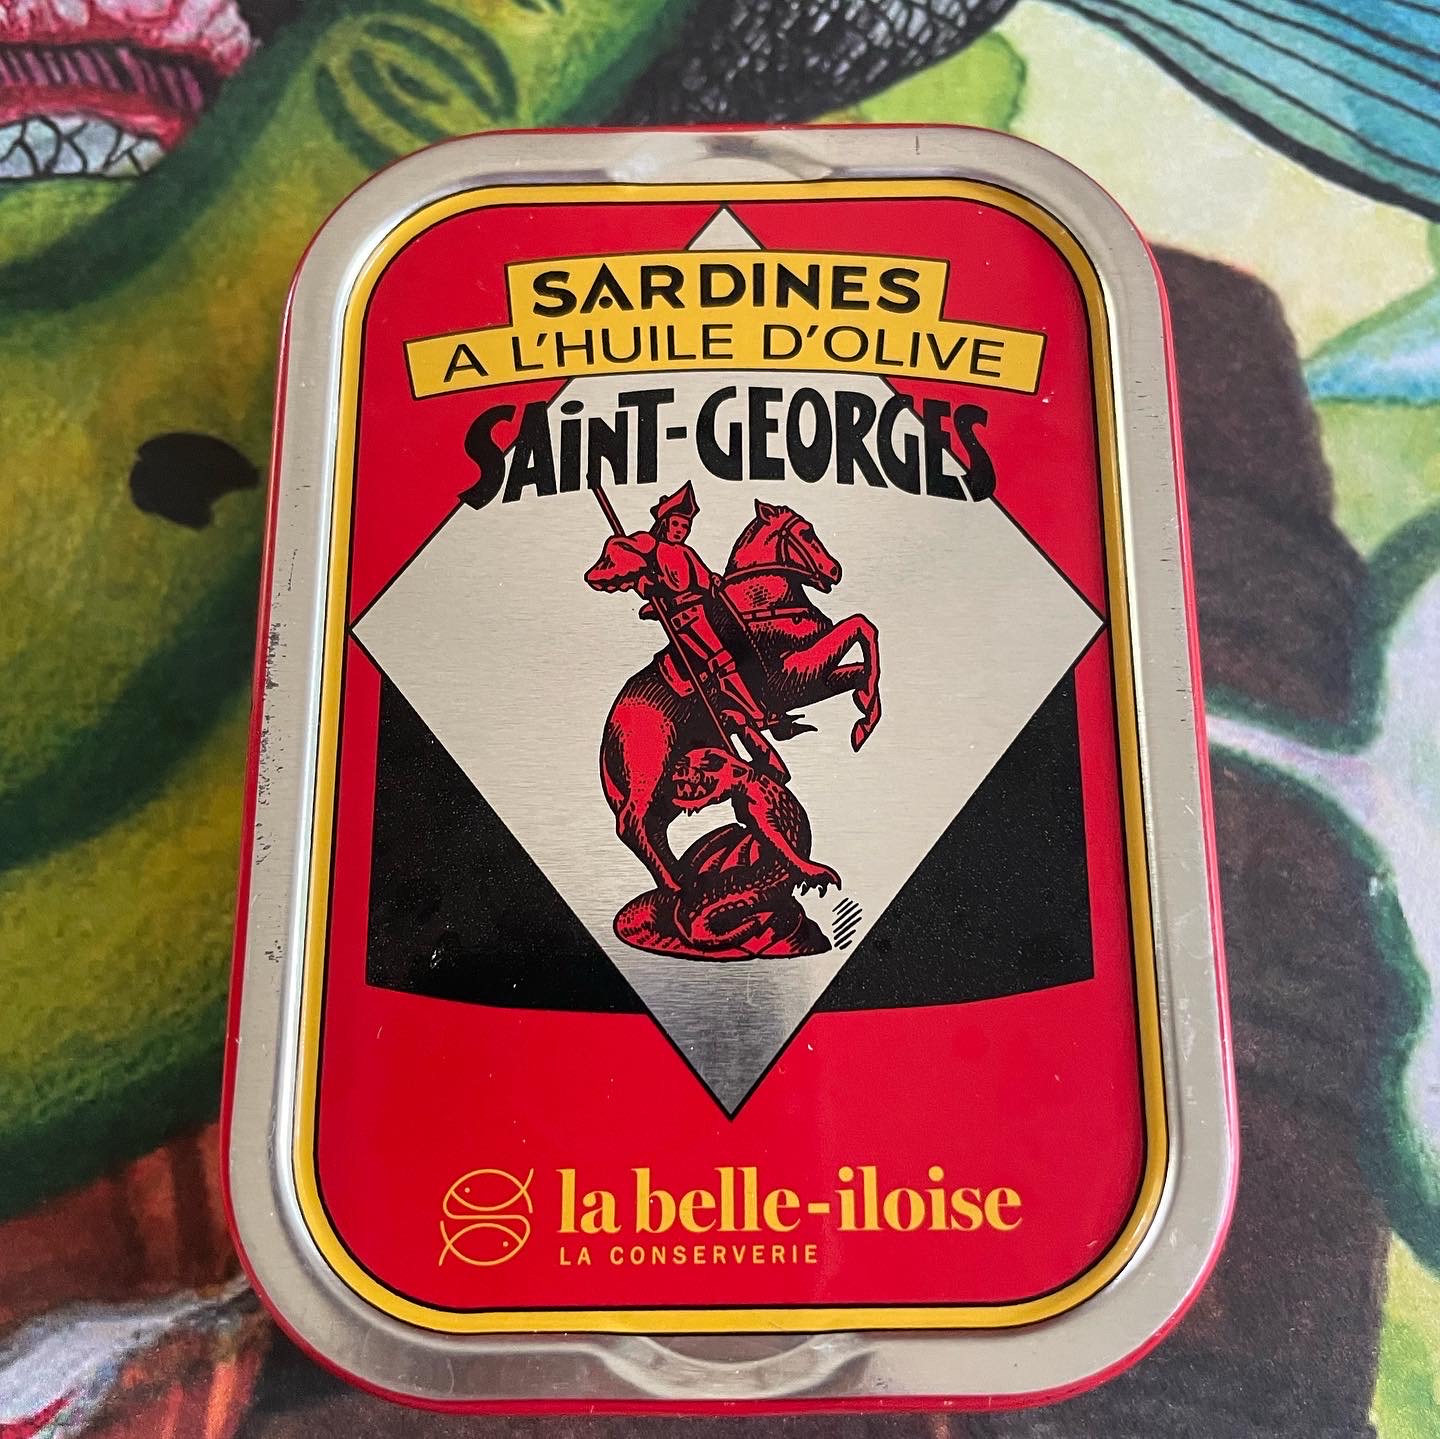 SARDINES
A L'HUILE D'OLIVE
SAiNT-GEORGES
la belle-iloise
LA CONSERVERIE